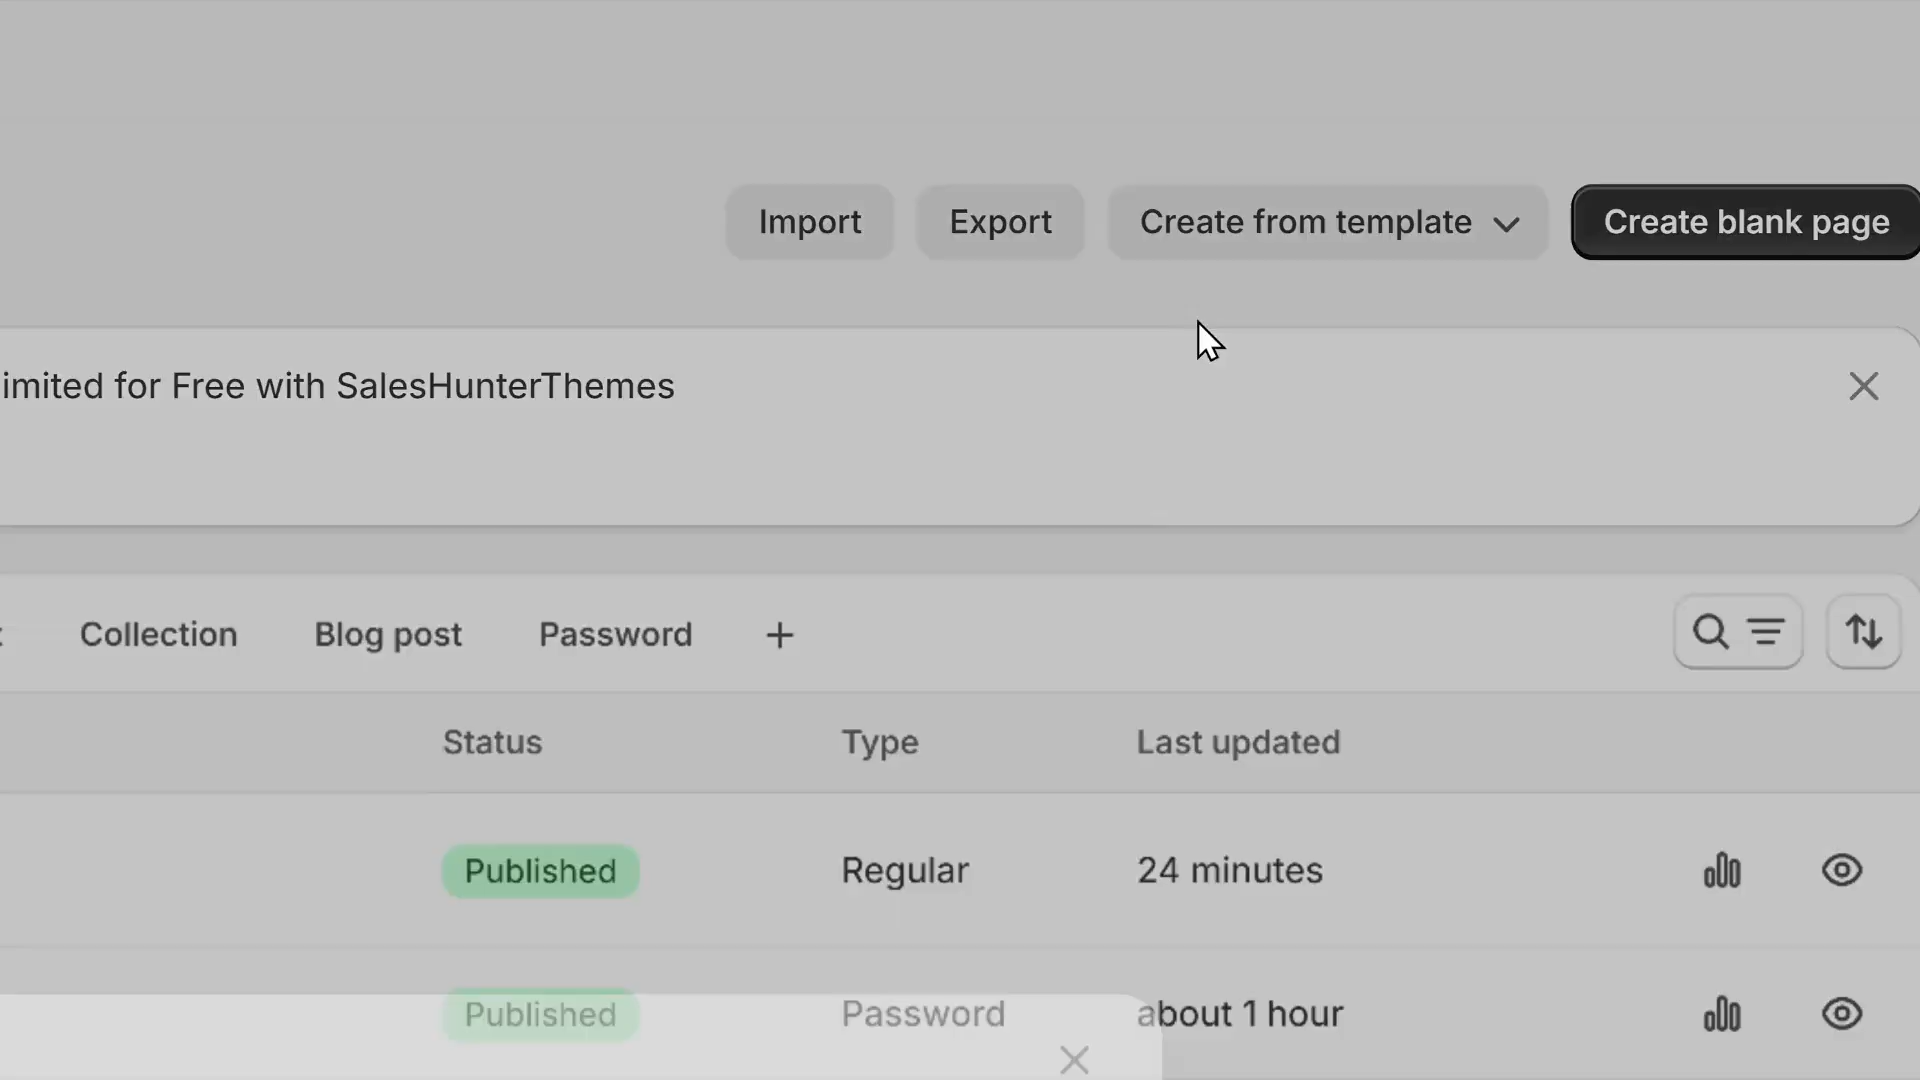 Import Export Create from template Create blank page
imited for Free with SalesHunterThemes
Collection Blog post Password +
Status Type Last updated
Published Regular 24 minutes
Published Password about 1 hour